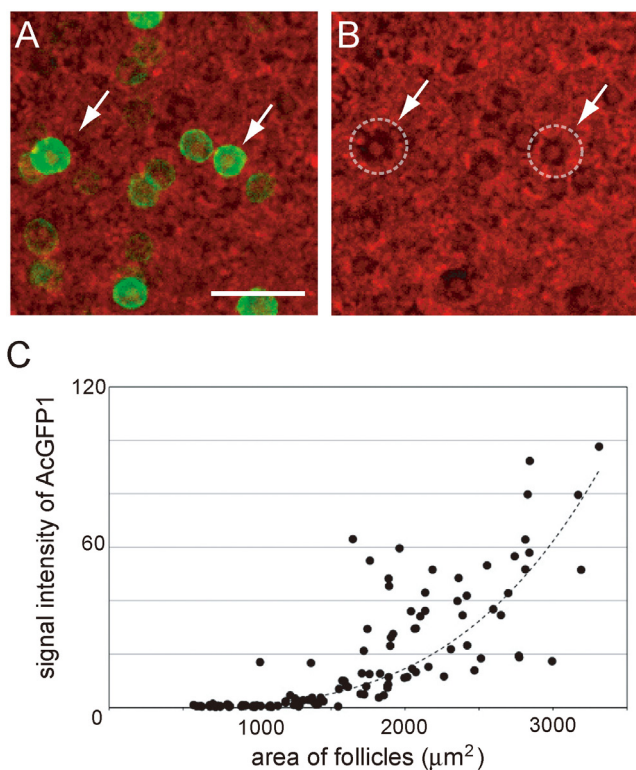 A
B
C
120
60
0
1000
2000
3000
signal intensity of AcGFP1
area of follicles (μm²)